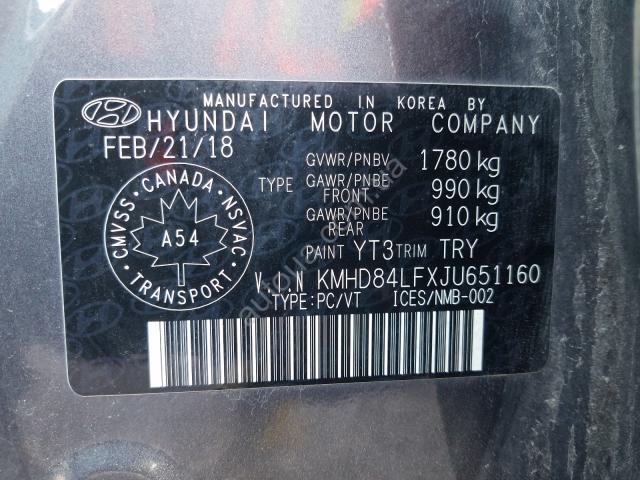 MANUFACTURED IN KOREA BY
HYUNDAI MOTOR COMPANY
FEB/21/18
GVWR/PNBV 1780 kg
TYPE GAWR/PNBE FRONT 990 kg
GAWR/PNBE REAR 910 kg
PAINT YT3 TRIM TRY
CANADA
CMVSS
NSVAC
A54
TRANSPORT
V.I.N KMHD84LFXJU651160
TYPE:PC/VT ICES/NMB-002